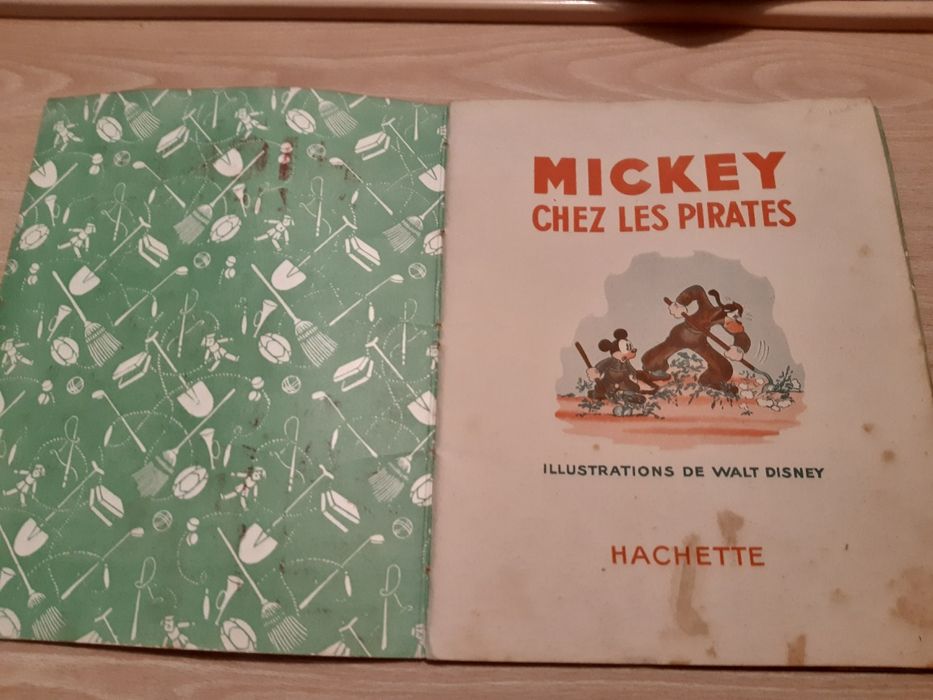 MICKEY
CHEZ LES PIRATES
ILLUSTRATIONS DE WALT DISNEY
HACHETTE